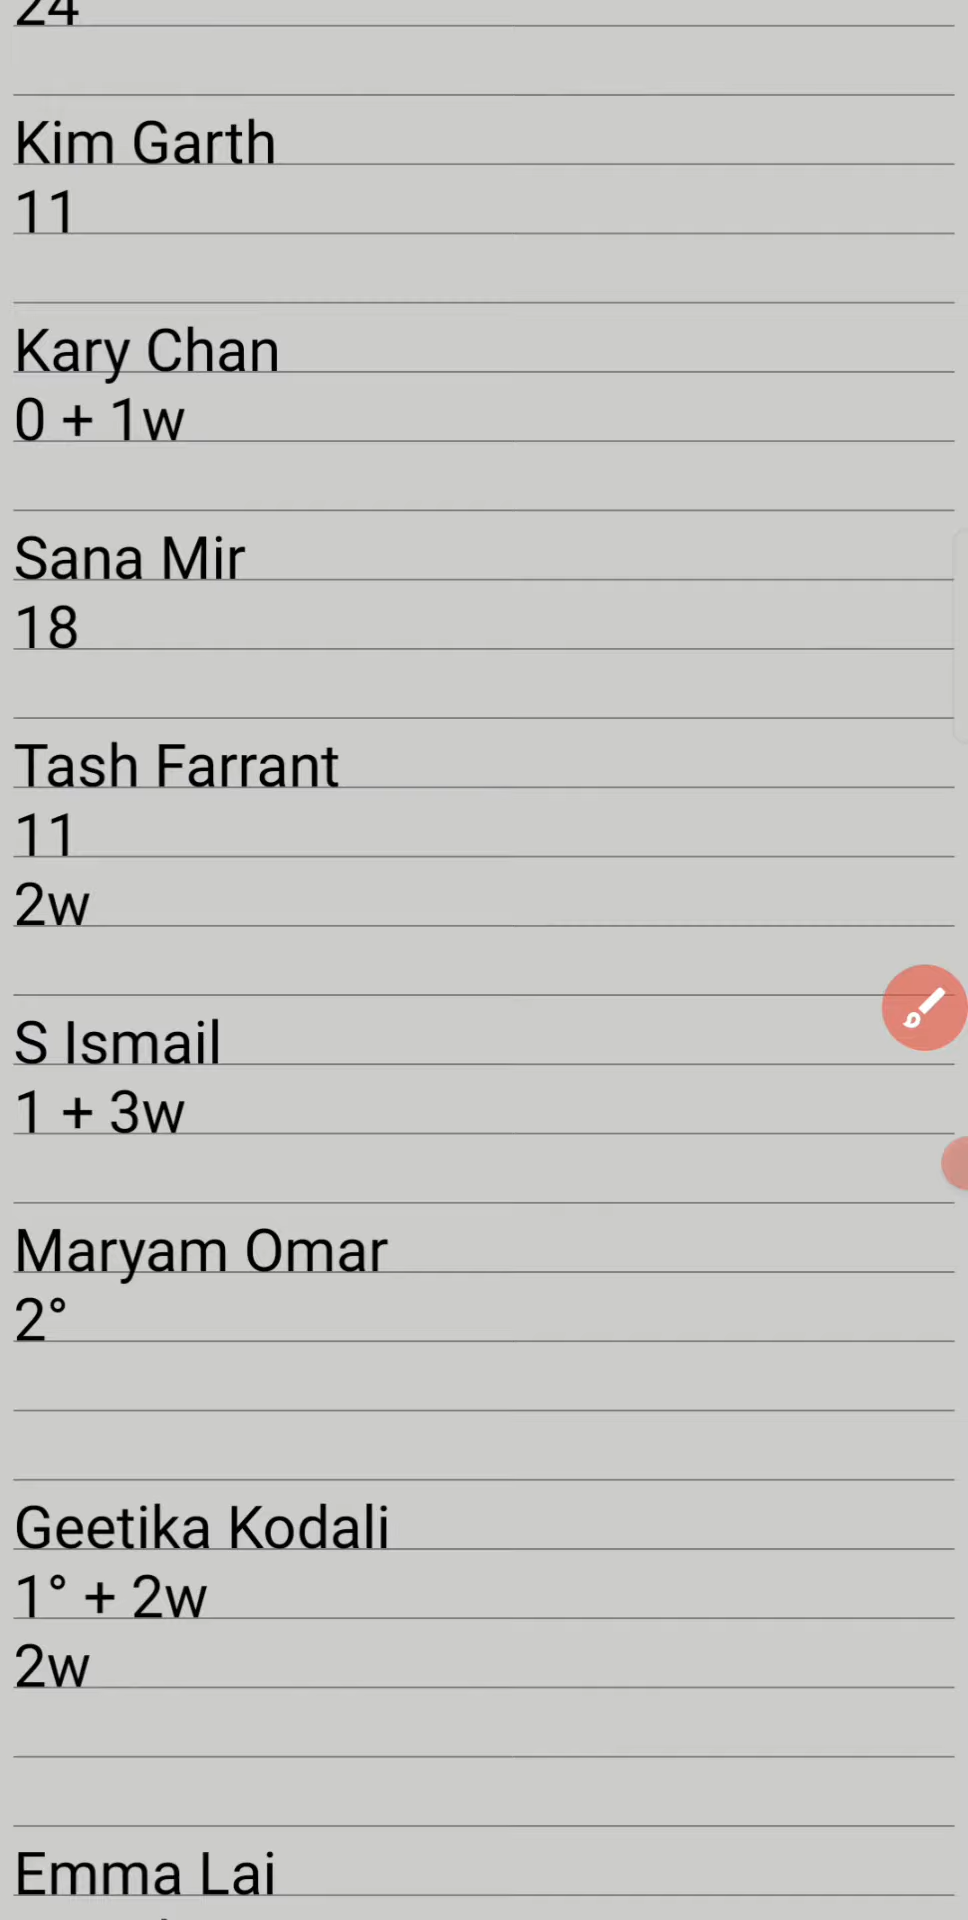 24

Kim Garth
11

Kary Chan
0 + 1w

Sana Mir
18

Tash Farrant
11
2w

S Ismail
1 + 3w

Maryam Omar
2°

Geetika Kodali
1° + 2w
2w

Emma Lai